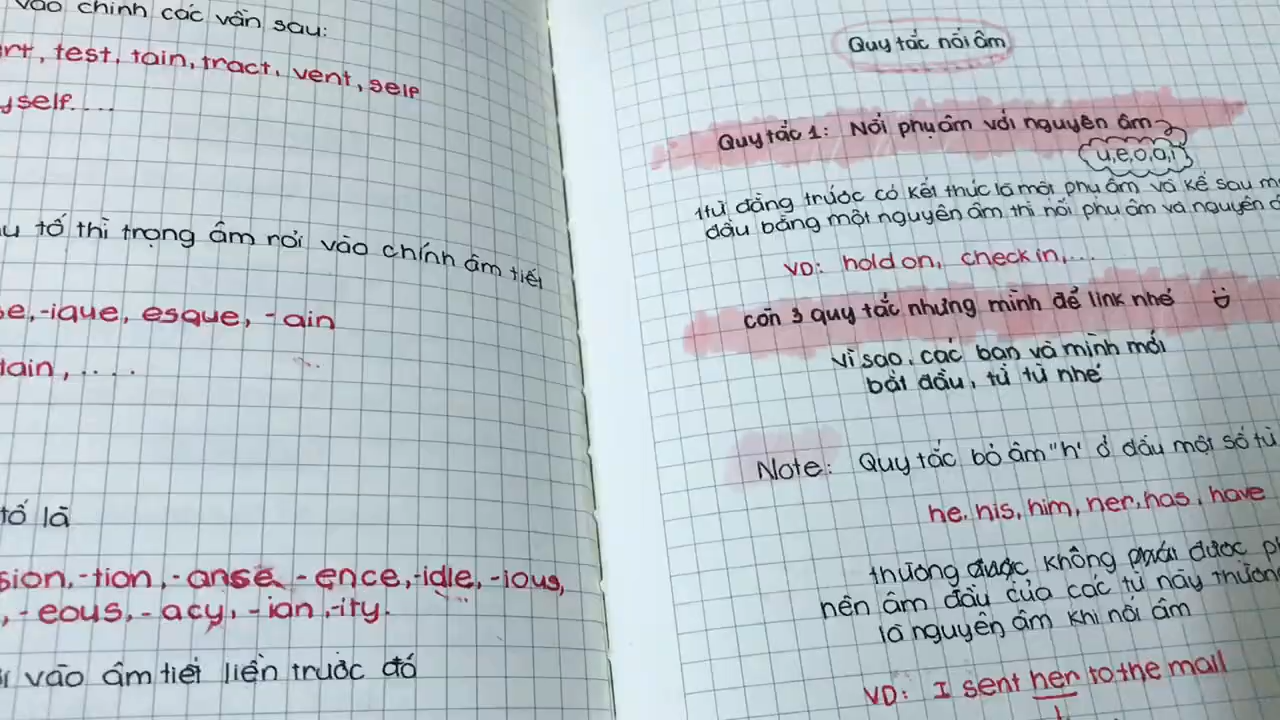 vào chính các vần sau:
rt, test, tain, tract, vent, self
yself....
tố thì trọng âm rơi vào chính âm tiết
-ique, esque, -ain
tain, ....
tố là
sion, -tion, -anse, -ence, -idle, -ious,
, -eous, -acy, -ian, -ity.
vào âm tiết liền trước đó
Quy tắc nối âm
Quy tắc 1: Nối phụ âm với nguyên âm
u, e, o, a, i
từ đằng trước có kết thúc là một phụ âm và kế sau
đầu bằng một nguyên âm thì nối phụ âm và nguyên
VD: hold on, check in,...
còn 3 quy tắc nhưng mình để link nhé
vì sao, các bạn và mình mới
bắt đầu, từ từ nhé
Note: Quy tắc bỏ âm "h" ở đầu một số từ
he, his, him, her, has, have
thường được không phải được
nên âm đầu của các từ này thường
là nguyên âm khi nối âm
VD: I sent her to the mall